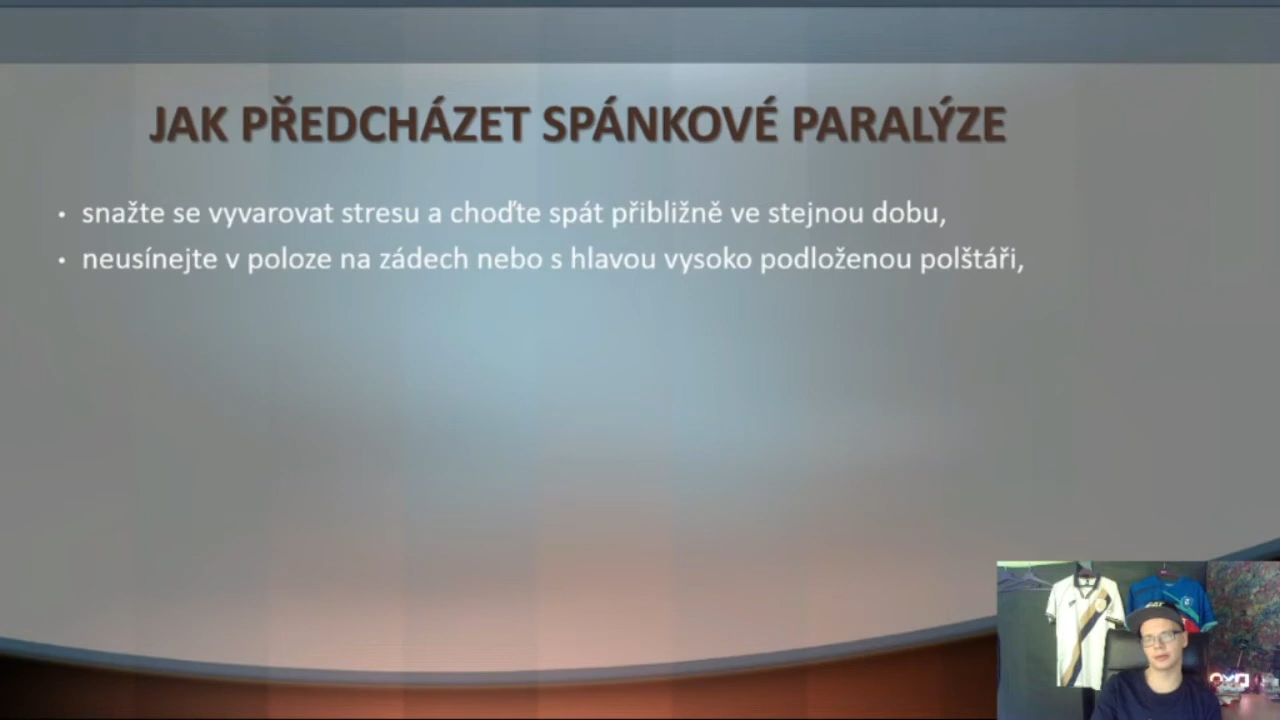 JAK PŘEDCHÁZET SPÁNKOVÉ PARALÝZE
• snažte se vyvarovat stresu a choďte spát přibližně ve stejnou dobu,
• neusínejte v poloze na zádech nebo s hlavou vysoko podloženou polštáři,